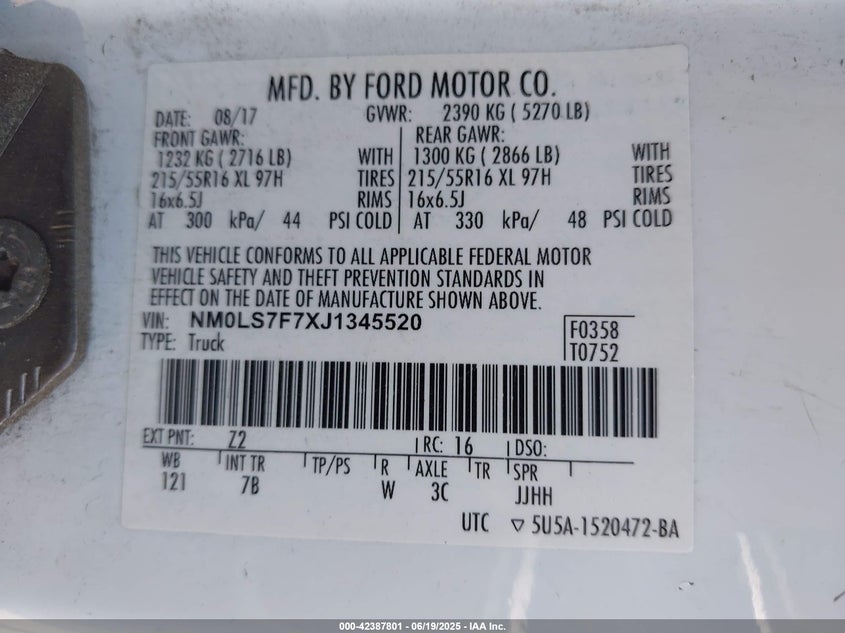 MFD. BY FORD MOTOR CO.
DATE: 08/17 GVWR: 2390 KG ( 5270 LB)
FRONT GAWR: REAR GAWR:
1232 KG ( 2716 LB) WITH 1300 KG ( 2866 LB) WITH
215/55R16 XL 97H TIRES 215/55R16 XL 97H TIRES
16x6.5J RIMS 16x6.5J RIMS
AT 300 kPa/ 44 PSI COLD AT 330 kPa/ 48 PSI COLD
THIS VEHICLE CONFORMS TO ALL APPLICABLE FEDERAL MOTOR
VEHICLE SAFETY AND THEFT PREVENTION STANDARDS IN
EFFECT ON THE DATE OF MANUFACTURE SHOWN ABOVE.
VIN: NM0LS7F7XJ1345520 F0358
TYPE: Truck T0752
EXT PNT: Z2 RC: 16 DSO:
WB INT TR TP/PS R AXLE TR SPR
121 7B W 3C JJHH
UTC ▽ 5U5A-1520472-BA
000-42387801 - 06/19/2025 - IAA Inc.